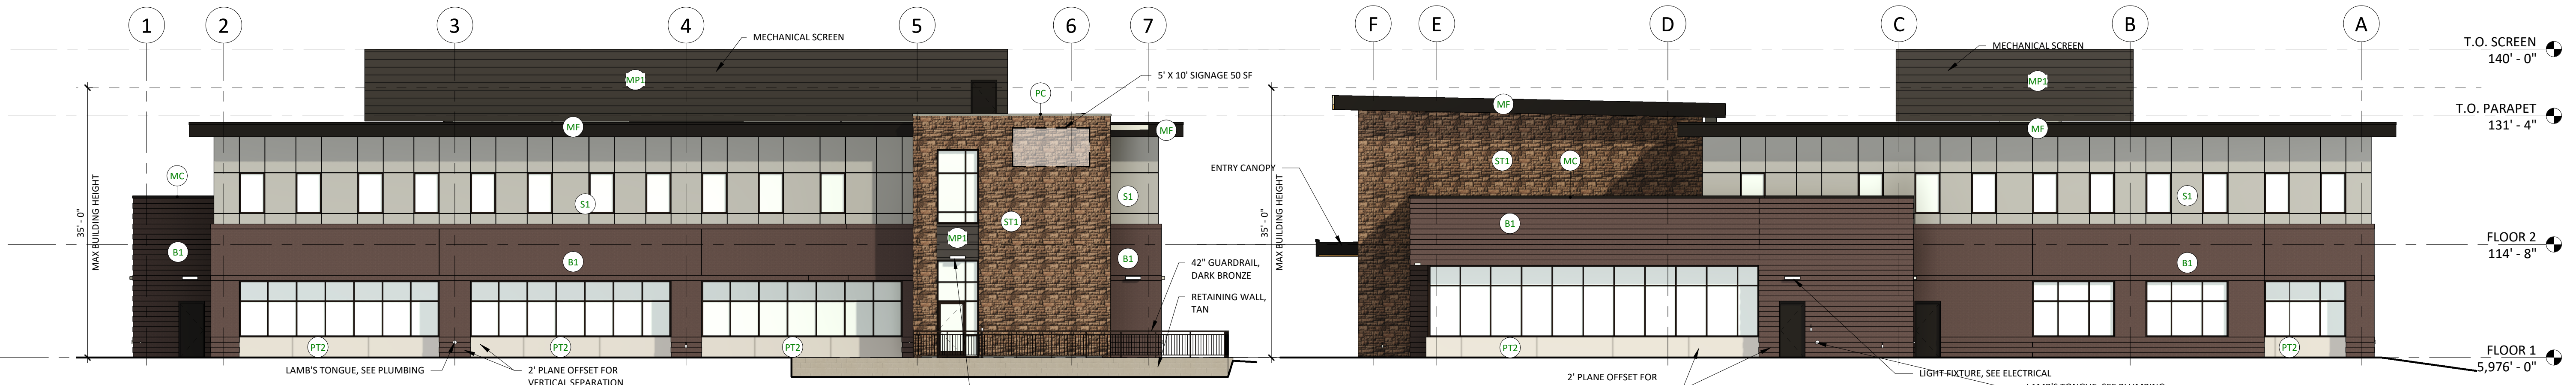 1 2 3 4 5 6 7 F E D C B A
MECHANICAL SCREEN
MECHANICAL SCREEN
T.O. SCREEN
140' - 0"
MP1
5' X 10' SIGNAGE 50 SF
MP1
PC
MF
T.O. PARAPET
131' - 4"
MF
MF
MF
ST1
MC
ENTRY CANOPY
MC
35' - 0"
MAX BUILDING HEIGHT
S1
S1
S1
ST1
35' - 0"
MAX BUILDING HEIGHT
B1
MP1
FLOOR 2
114' - 8"
B1
B1
B1
B1
42" GUARDRAIL,
DARK BRONZE
RETAINING WALL,
TAN
PT2
PT2
PT2
PT2
PT2
FLOOR 1
5,976' - 0"
LAMB'S TONGUE, SEE PLUMBING
2' PLANE OFFSET FOR
VERTICAL SEPARATION
2' PLANE OFFSET FOR
LIGHT FIXTURE, SEE ELECTRICAL
LAMB'S TONGUE, SEE PLUMBING